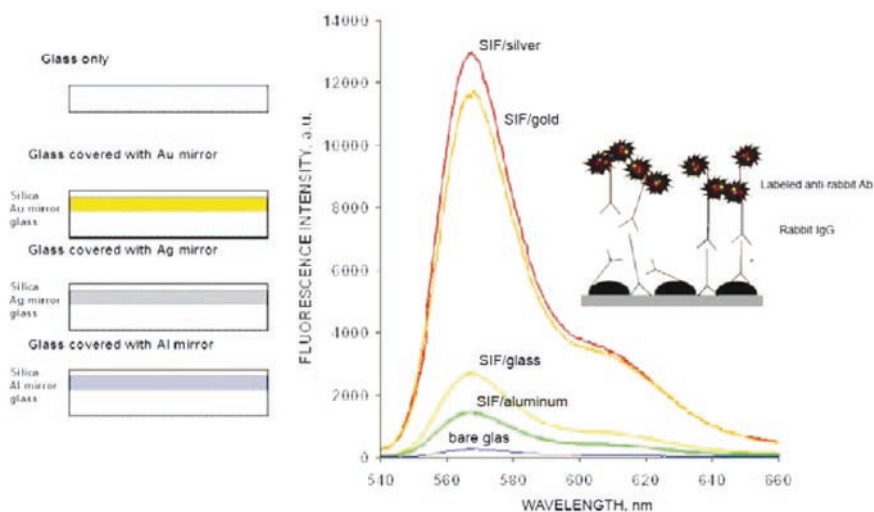 Glass only
Glass covered with Au mirror
Silica
Au mirror
glass
Glass covered with Ag mirror
Silica
Ag mirror
glass
Glass covered with Al mirror
Silica
Al mirror
glass
FLUORESCENCE INTENSITY, a.u.
14000
12000
10000
8000
6000
4000
2000
0
SIF/silver
SIF/gold
SIF/glass
SIF/aluminum
bare glas
Labeled anti-rabbit Ab
Rabbit IgG
540 560 580 600 620 640 660
WAVELENGTH, nm